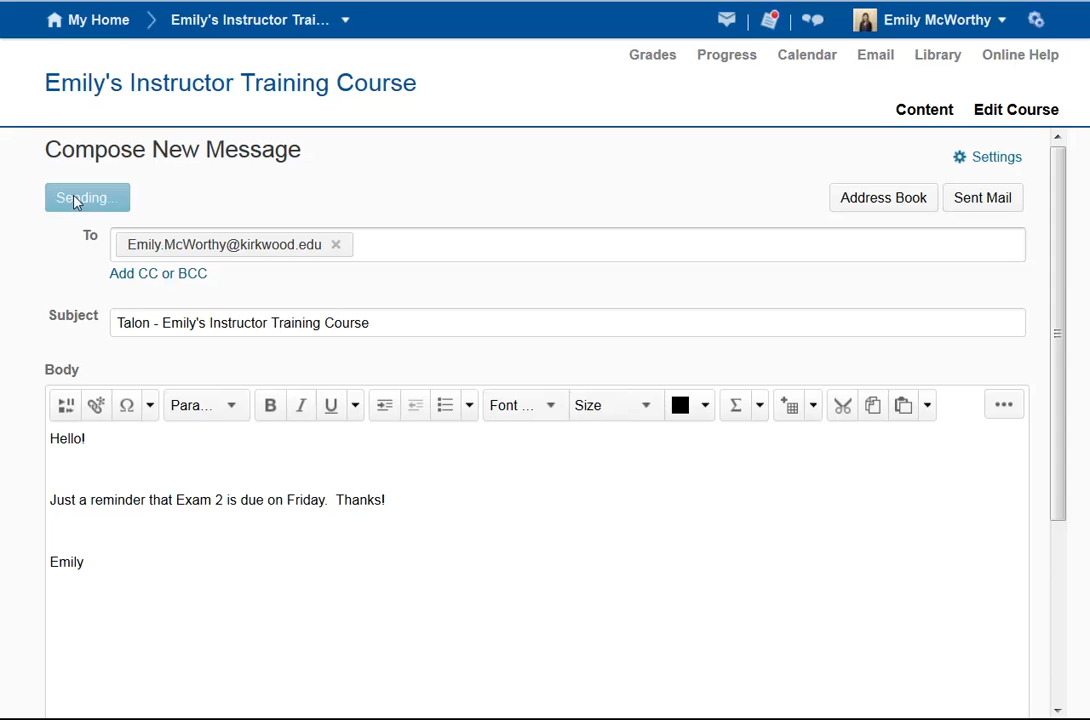 My Home
Emily's Instructor Trai...
Emily McWorthy
Grades Progress Calendar Email Library Online Help
Emily's Instructor Training Course
Content Edit Course
Compose New Message
Settings
Sending...
Address Book Sent Mail
To Emily.McWorthy@kirkwood.edu
Add CC or BCC
Subject Talon - Emily's Instructor Training Course
Body
Ω Para... B I U Font ... Size Σ
Hello!
Just a reminder that Exam 2 is due on Friday.  Thanks!
Emily